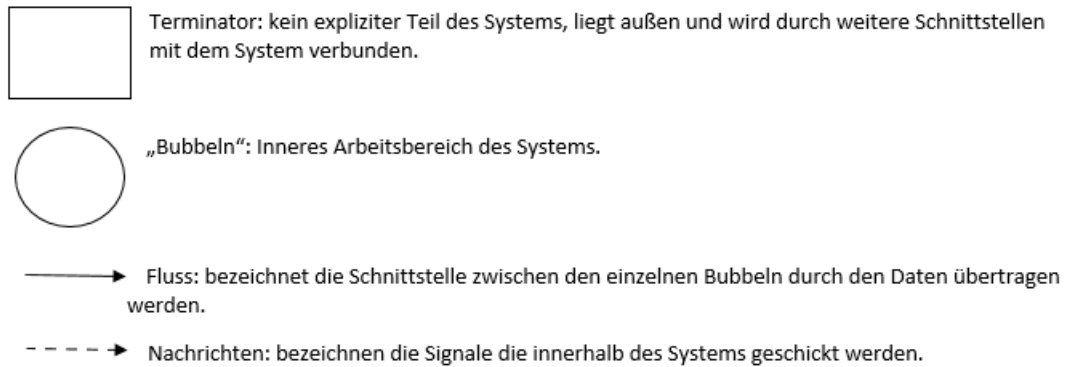 Terminator: kein expliziter Teil des Systems, liegt außen und wird durch weitere Schnittstellen
mit dem System verbunden.
„Bubbeln“: Inneres Arbeitsbereich des Systems.
Fluss: bezeichnet die Schnittstelle zwischen den einzelnen Bubbeln durch den Daten übertragen
werden.
Nachrichten: bezeichnen die Signale die innerhalb des Systems geschickt werden.